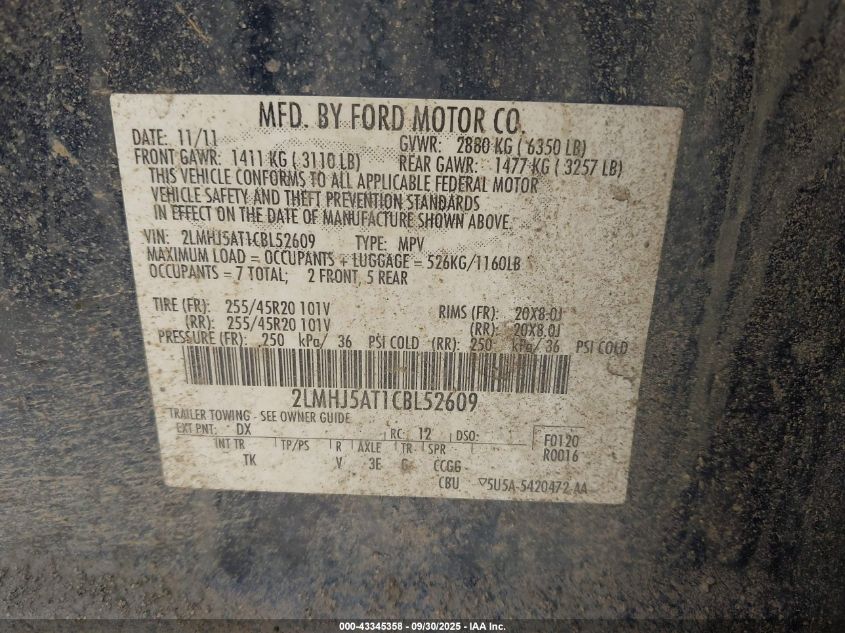 MFD. BY FORD MOTOR CO.
DATE: 11/11 GVWR: 2880 KG ( 6350 LB)
FRONT GAWR: 1411 KG ( 3110 LB) REAR GAWR: 1477 KG ( 3257 LB)
THIS VEHICLE CONFORMS TO ALL APPLICABLE FEDERAL MOTOR
VEHICLE SAFETY AND THEFT PREVENTION STANDARDS
IN EFFECT ON THE DATE OF MANUFACTURE SHOWN ABOVE.
VIN: 2LMHJ5AT1CBL52609 TYPE: MPV
MAXIMUM LOAD = OCCUPANTS + LUGGAGE = 526KG/1160LB
OCCUPANTS = 7 TOTAL; 2 FRONT, 5 REAR
TIRE (FR): 255/45R20 101V RIMS (FR): 20X8.0J
(RR): 255/45R20 101V (RR): 20X8.0J
PRESSURE (FR): 250 kPa/ 36 PSI COLD (RR): 250 kPa/ 36 PSI COLD
2LMHJ5AT1CBL52609
TRAILER TOWING - SEE OWNER GUIDE
EXT PNT: DX RC: 12 DSO: F0120
R0016
INT TR TP/PS R AXLE TR SPR
TK V 3E G CCGG
CBU 5U5A-5420472-AA
000-43345358 - 09/30/2025 - IAA Inc.